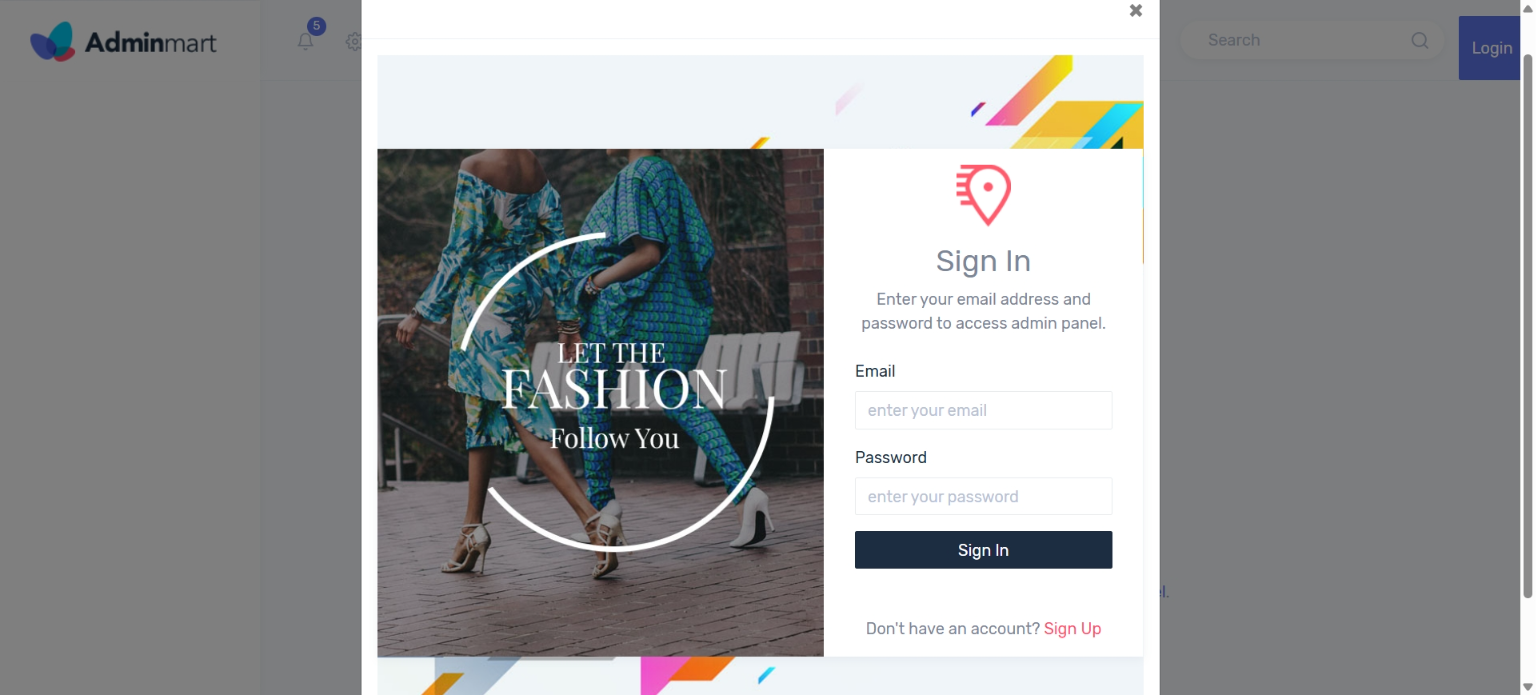 Adminmart
5
Search
Login
LET THE
FASHION
Follow You
Sign In
Enter your email address and
password to access admin panel.
Email
enter your email
Password
enter your password
Sign In
Don't have an account? Sign Up